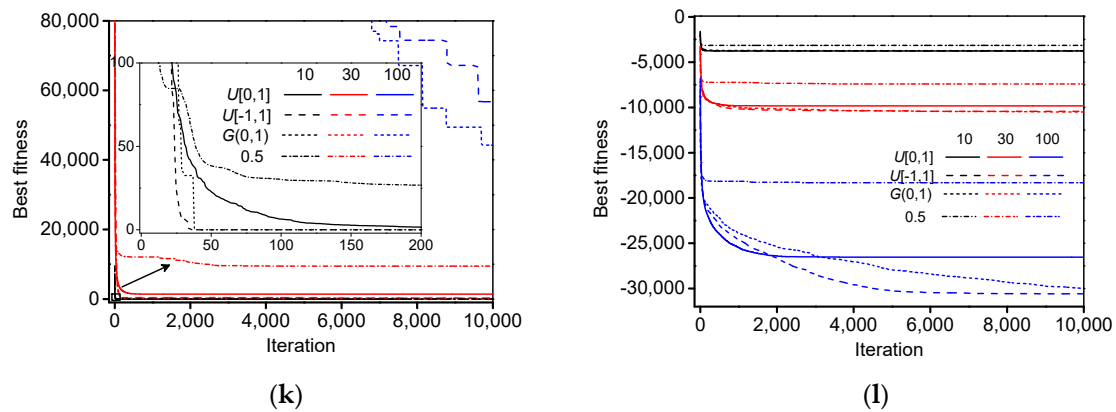 80,000
60,000
40,000
20,000
0
Best fitness
0 2,000 4,000 6,000 8,000 10,000
Iteration
100
50
0
0 50 100 150 200
10 30 100
U[0,1]
U[-1,1]
G(0,1)
0.5
(k)
0
-5,000
-10,000
-15,000
-20,000
-25,000
-30,000
Best fitness
0 2,000 4,000 6,000 8,000 10,000
Iteration
10 30 100
U[0,1]
U[-1,1]
G(0,1)
0.5
(l)